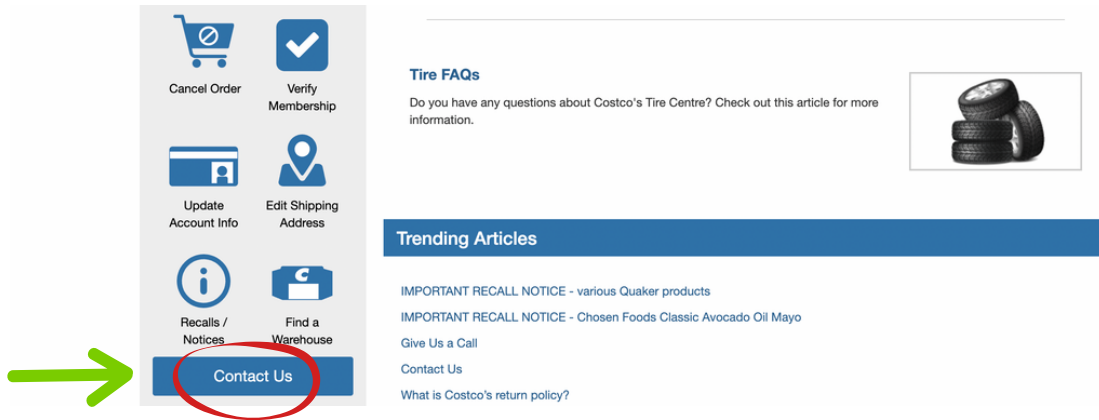 Cancel Order
Verify
Membership
Update
Account Info
Edit Shipping
Address
Recalls /
Notices
Find a
Warehouse
Contact Us
Tire FAQs
Do you have any questions about Costco's Tire Centre? Check out this article for more
information.
Trending Articles
IMPORTANT RECALL NOTICE - various Quaker products
IMPORTANT RECALL NOTICE - Chosen Foods Classic Avocado Oil Mayo
Give Us a Call
Contact Us
What is Costco's return policy?